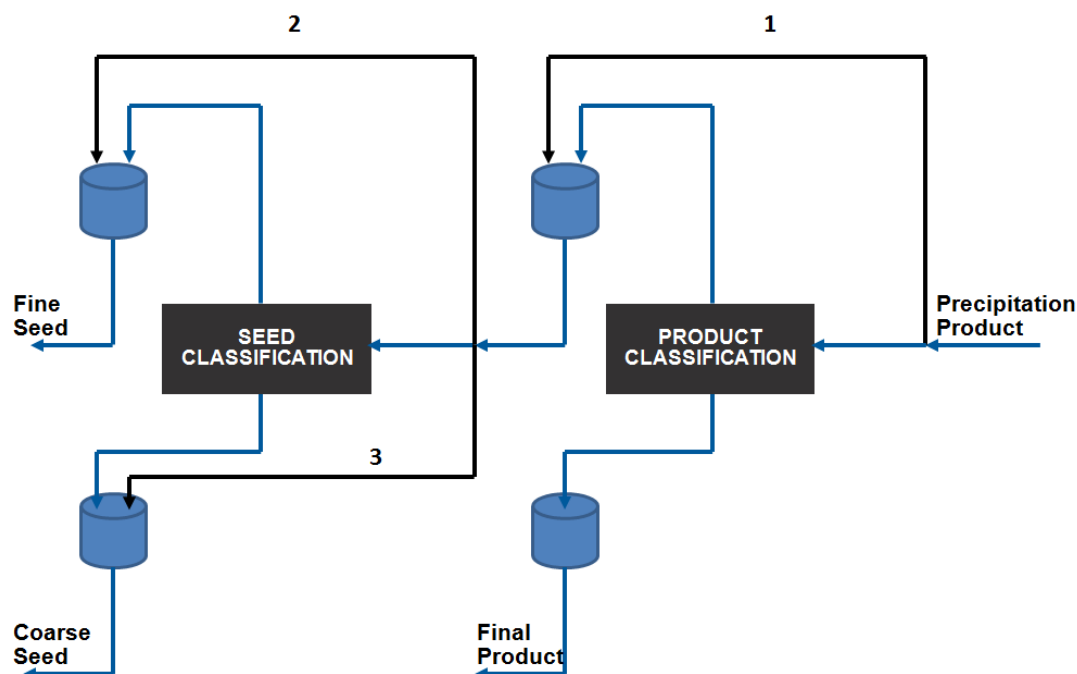 2
1
Fine
Seed
SEED
CLASSIFICATION
PRODUCT
CLASSIFICATION
Precipitation
Product
3
Coarse
Seed
Final
Product